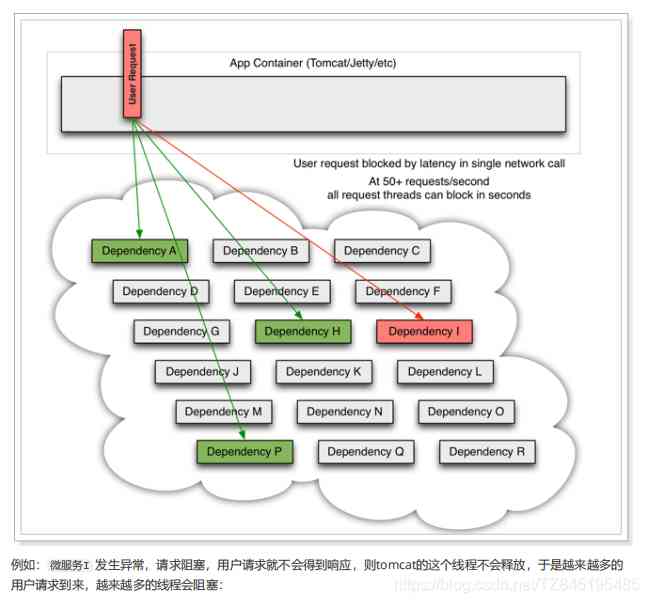 User Request
App Container (Tomcat/Jetty/etc)
User request blocked by latency in single network call
At 50+ requests/second
all request threads can block in seconds
Dependency A
Dependency B
Dependency C
Dependency D
Dependency E
Dependency F
Dependency G
Dependency H
Dependency I
Dependency J
Dependency K
Dependency L
Dependency M
Dependency N
Dependency O
Dependency P
Dependency Q
Dependency R
例如： 微服务I 发生异常，请求阻塞，用户请求就不会得到响应，则tomcat的这个线程不会释放，于是越来越多的
用户请求到来，越来越多的线程会阻塞：